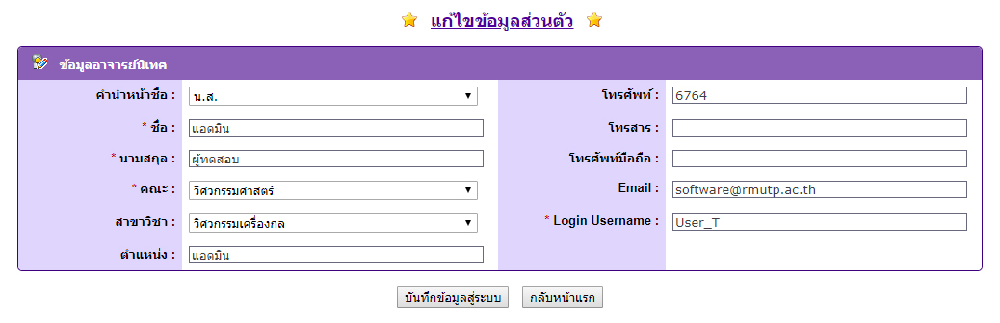 แก้ไขข้อมูลส่วนตัว
ข้อมูลอาจารย์นิเทศ
คำนำหน้าชื่อ : น.ส. โทรศัพท์ : 6764
* ชื่อ : แอดมิน โทรสาร :
* นามสกุล : ผู้ทดสอบ โทรศัพท์มือถือ :
* คณะ : วิศวกรรมศาสตร์ Email : software@rmutp.ac.th
สาขาวิชา : วิศวกรรมเครื่องกล * Login Username : User_T
ตำแหน่ง : แอดมิน
บันทึกข้อมูลสู่ระบบ กลับหน้าแรก